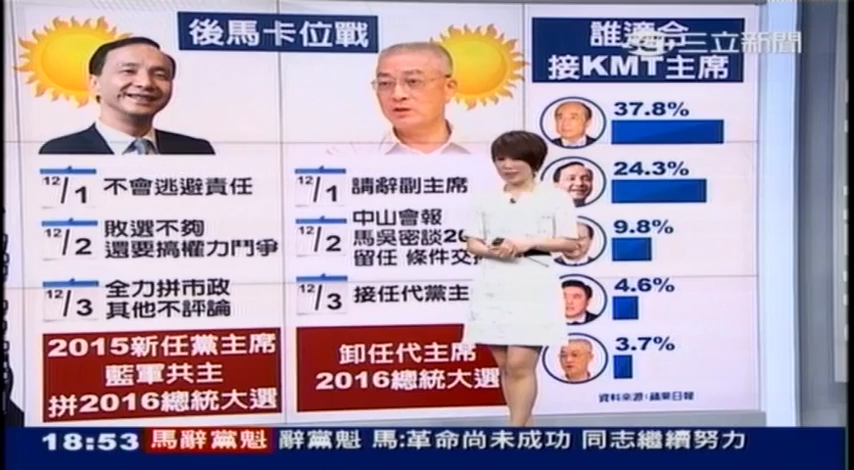 後馬卡位戰
12/1 不會逃避責任
12/2 敗選不夠
還要搞權力鬥爭
12/3 全力拼市政
其他不評論
2015新任黨主席
藍軍共主
拼2016總統大選
12/1 請辭副主席
12/2 中山會報
馬吳密談20
留任 條件交
12/3 接任代黨主
卸任代主席
2016總統大選
誰適合
接KMT主席
三立新聞
37.8%
24.3%
9.8%
4.6%
3.7%
資料來源:蘋果日報
18:53 馬辭黨魁 辭黨魁 馬:革命尚未成功 同志繼續努力